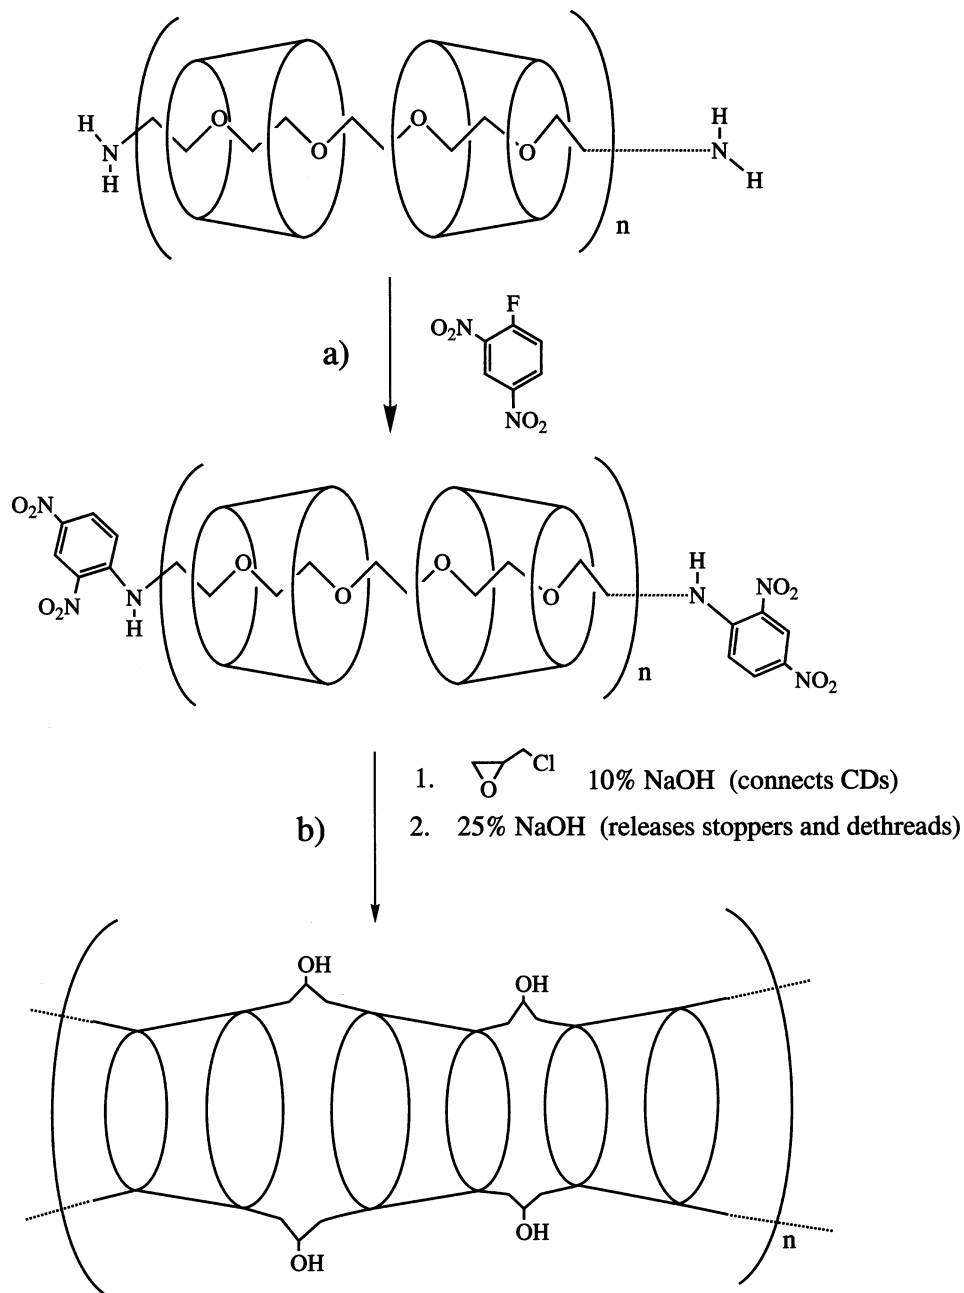 H
N
H
O
O
O
O
H
N
H
n
a)
F
O₂N
NO₂
O₂N
O₂N
N
H
O
O
O
O
H
N
NO₂
NO₂
n
b)
1. O Cl 10% NaOH (connects CDs)
2. 25% NaOH (releases stoppers and dethreads)
OH
OH
OH
OH
n